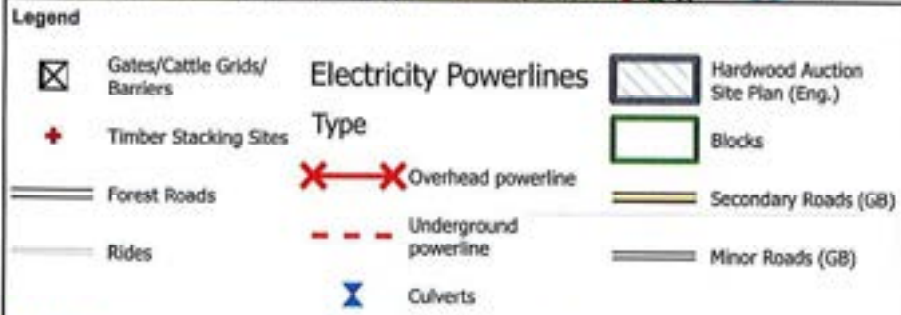 Legend
Gates/Cattle Grids/
Barriers
Timber Stacking Sites
Forest Roads
Rides
Electricity Powerlines
Type
Overhead powerline
Underground
powerline
Culverts
Hardwood Auction
Site Plan (Eng.)
Blocks
Secondary Roads (GB)
Minor Roads (GB)